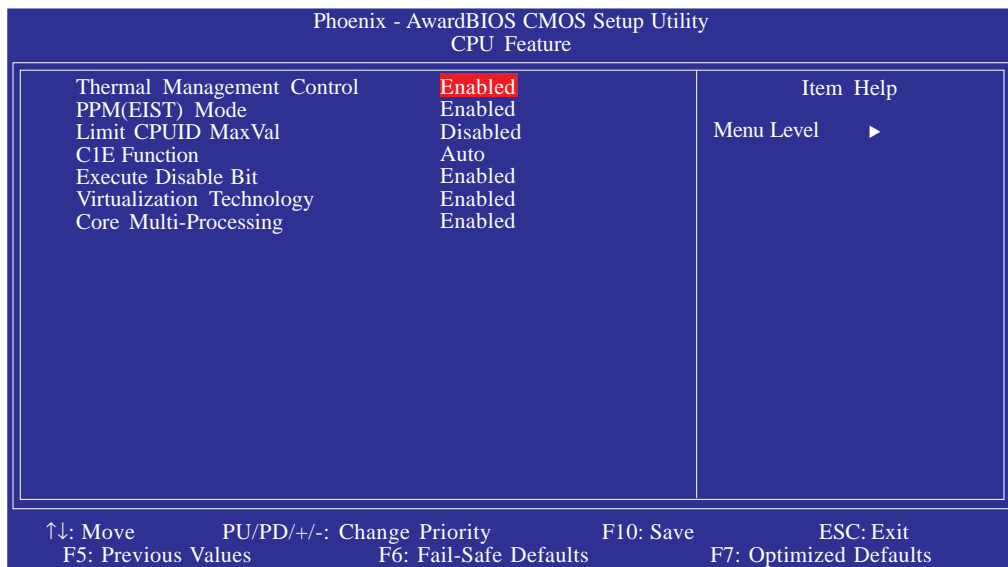 Phoenix - AwardBIOS CMOS Setup Utility
CPU Feature
Thermal Management Control Enabled
PPM(EIST) Mode Enabled
Limit CPUID MaxVal Disabled
C1E Function Auto
Execute Disable Bit Enabled
Virtualization Technology Enabled
Core Multi-Processing Enabled
Item Help
Menu Level ▶
↑↓: Move PU/PD/+/-: Change Priority F10: Save ESC: Exit
F5: Previous Values F6: Fail-Safe Defaults F7: Optimized Defaults